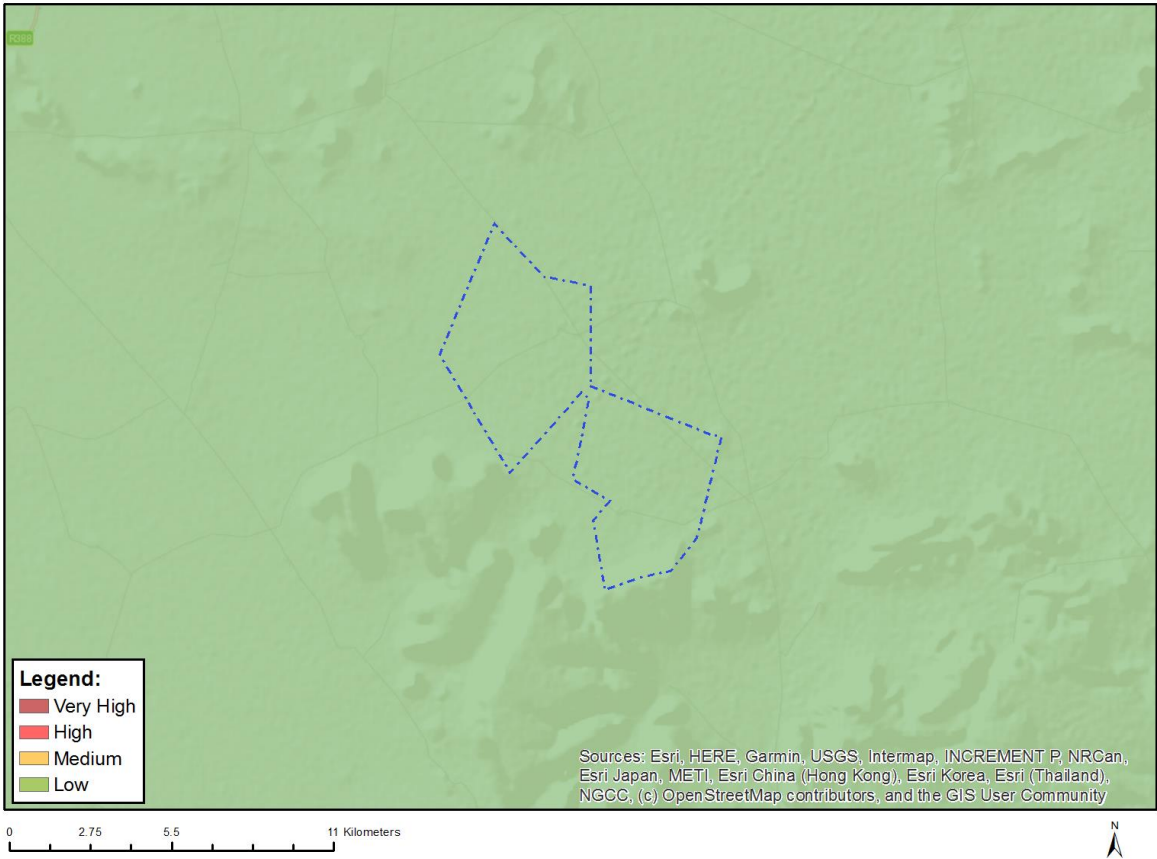 R388
Legend:
Very High
High
Medium
Low
Sources: Esri, HERE, Garmin, USGS, Intermap, INCREMENT P, NRCan,
Esri Japan, METI, Esri China (Hong Kong), Esri Korea, Esri (Thailand),
NGCC, (c) OpenStreetMap contributors, and the GIS User Community
0 2.75 5.5 11 Kilometers
N